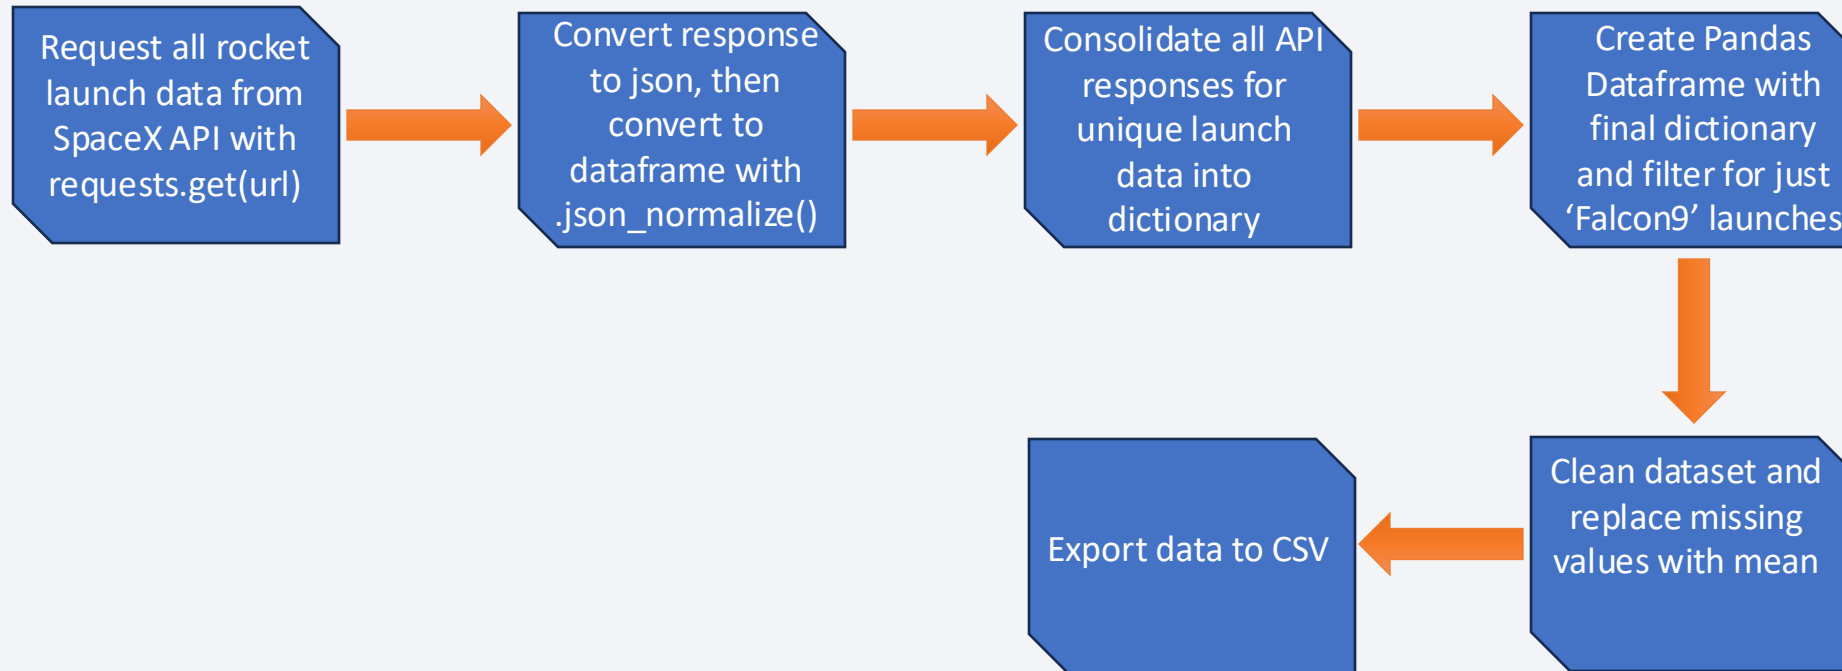 Request all rocket
launch data from
SpaceX API with
requests.get(url)
Convert response
to json, then
convert to
dataframe with
.json_normalize()
Consolidate all API
responses for
unique launch
data into
dictionary
Create Pandas
Dataframe with
final dictionary
and filter for just
‘Falcon9’ launches
Clean dataset and
replace missing
values with mean
Export data to CSV